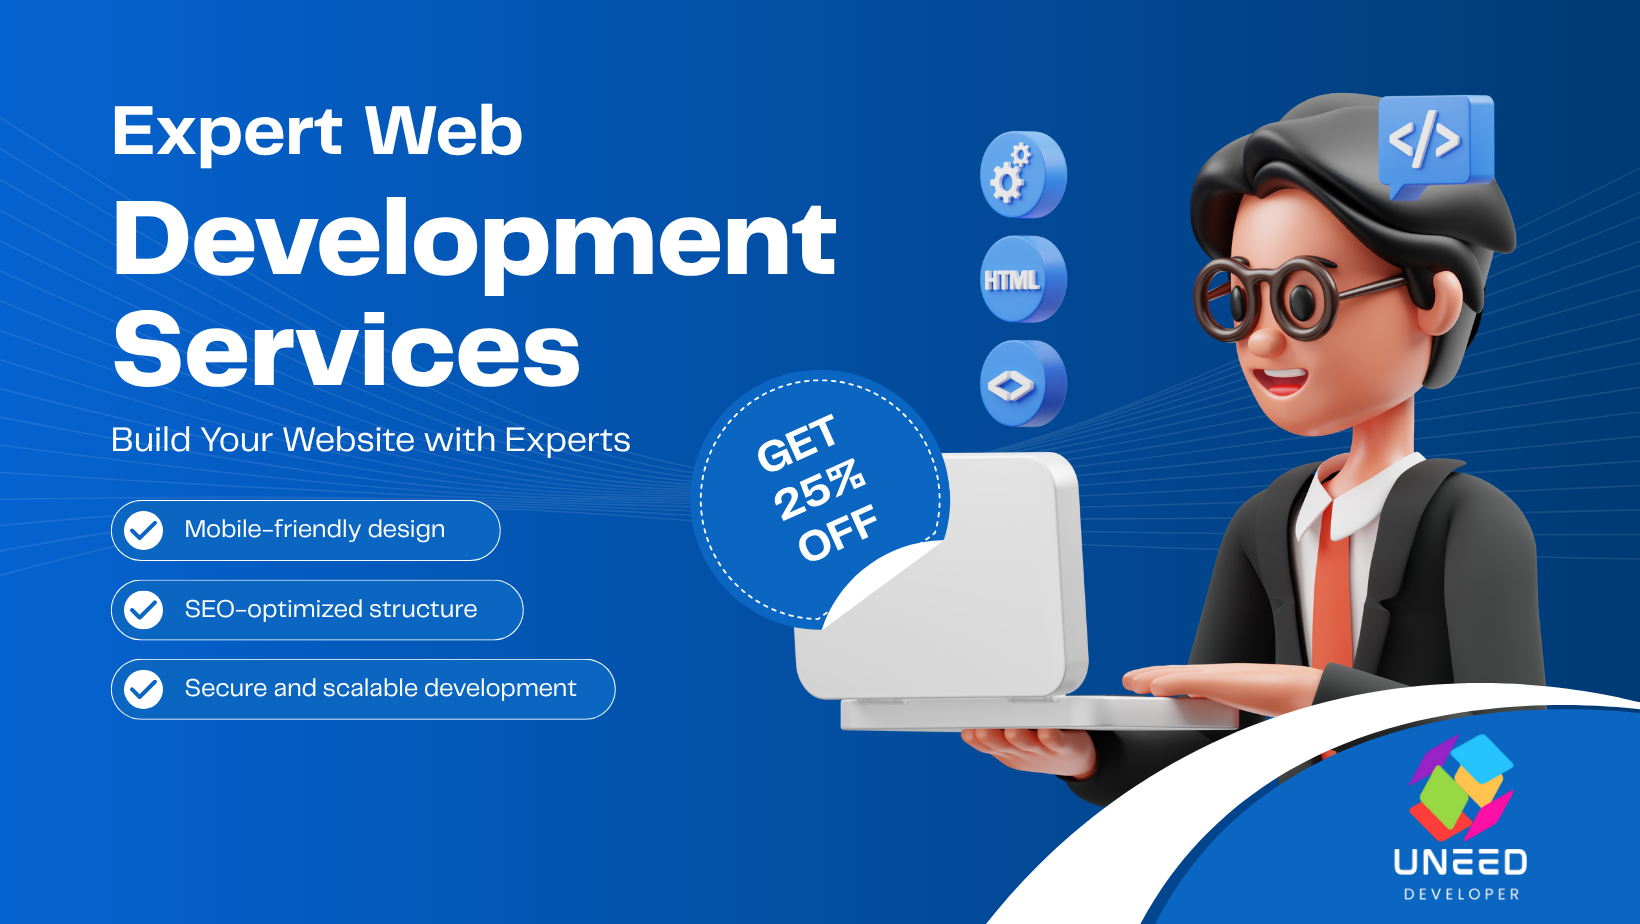 Expert Web
Development
Services
Build Your Website with Experts
Mobile-friendly design
SEO-optimized structure
Secure and scalable development
GET
25%
OFF
HTML
</>
<>
UNEED
DEVELOPER